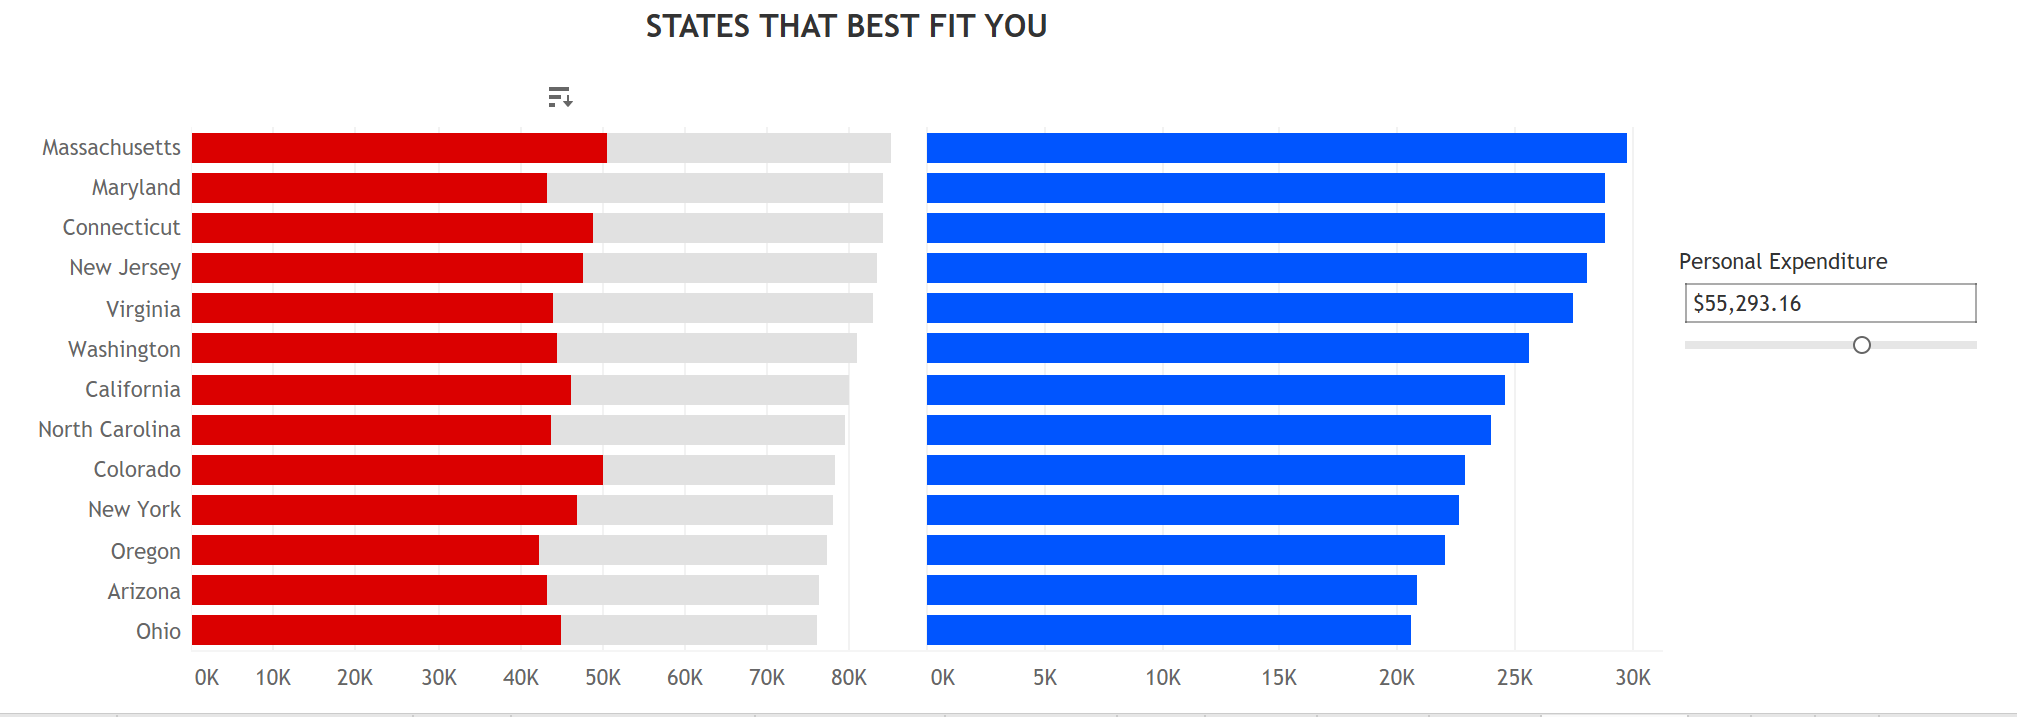 STATES THAT BEST FIT YOU
Massachusetts
Maryland
Connecticut
New Jersey
Virginia
Washington
California
North Carolina
Colorado
New York
Oregon
Arizona
Ohio
0K 10K 20K 30K 40K 50K 60K 70K 80K
0K 5K 10K 15K 20K 25K 30K
Personal Expenditure
$55,293.16